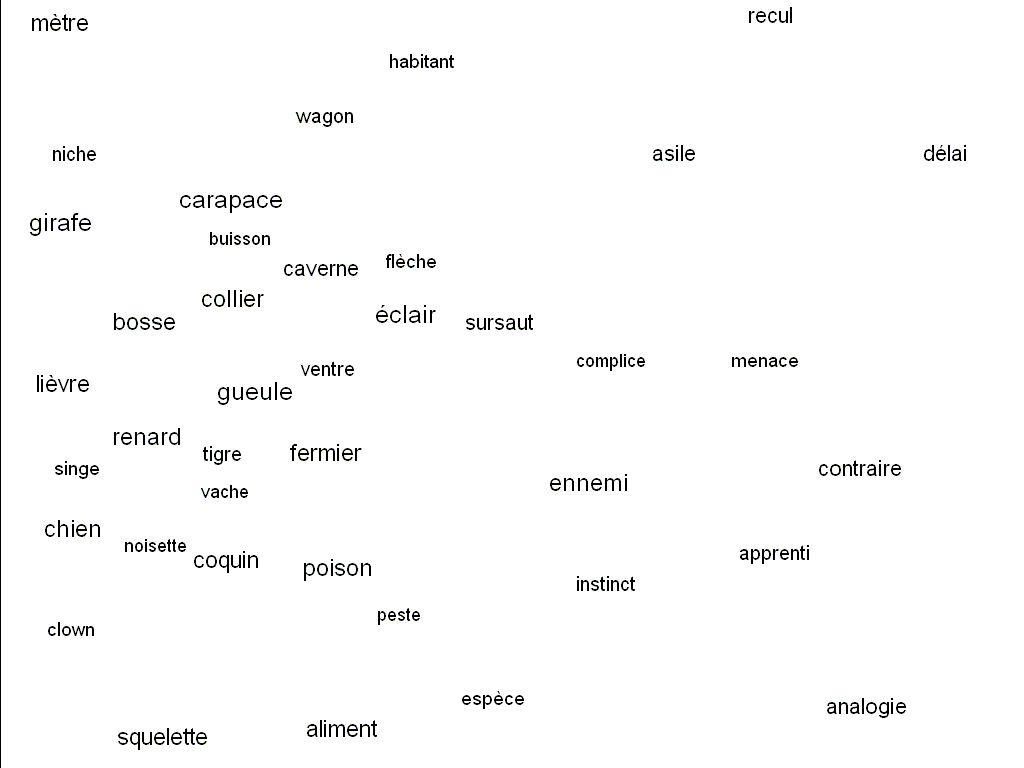 mètre
recul
habitant
wagon
niche
asile
délai
carapace
girafe
buisson
caverne
flèche
collier
bosse
éclair
sursaut
ventre
complice
menace
lièvre
gueule
renard
tigre
fermier
singe
contraire
vache
ennemi
chien
noisette
coquin
poison
apprenti
instinct
peste
clown
espèce
analogie
squelette
aliment